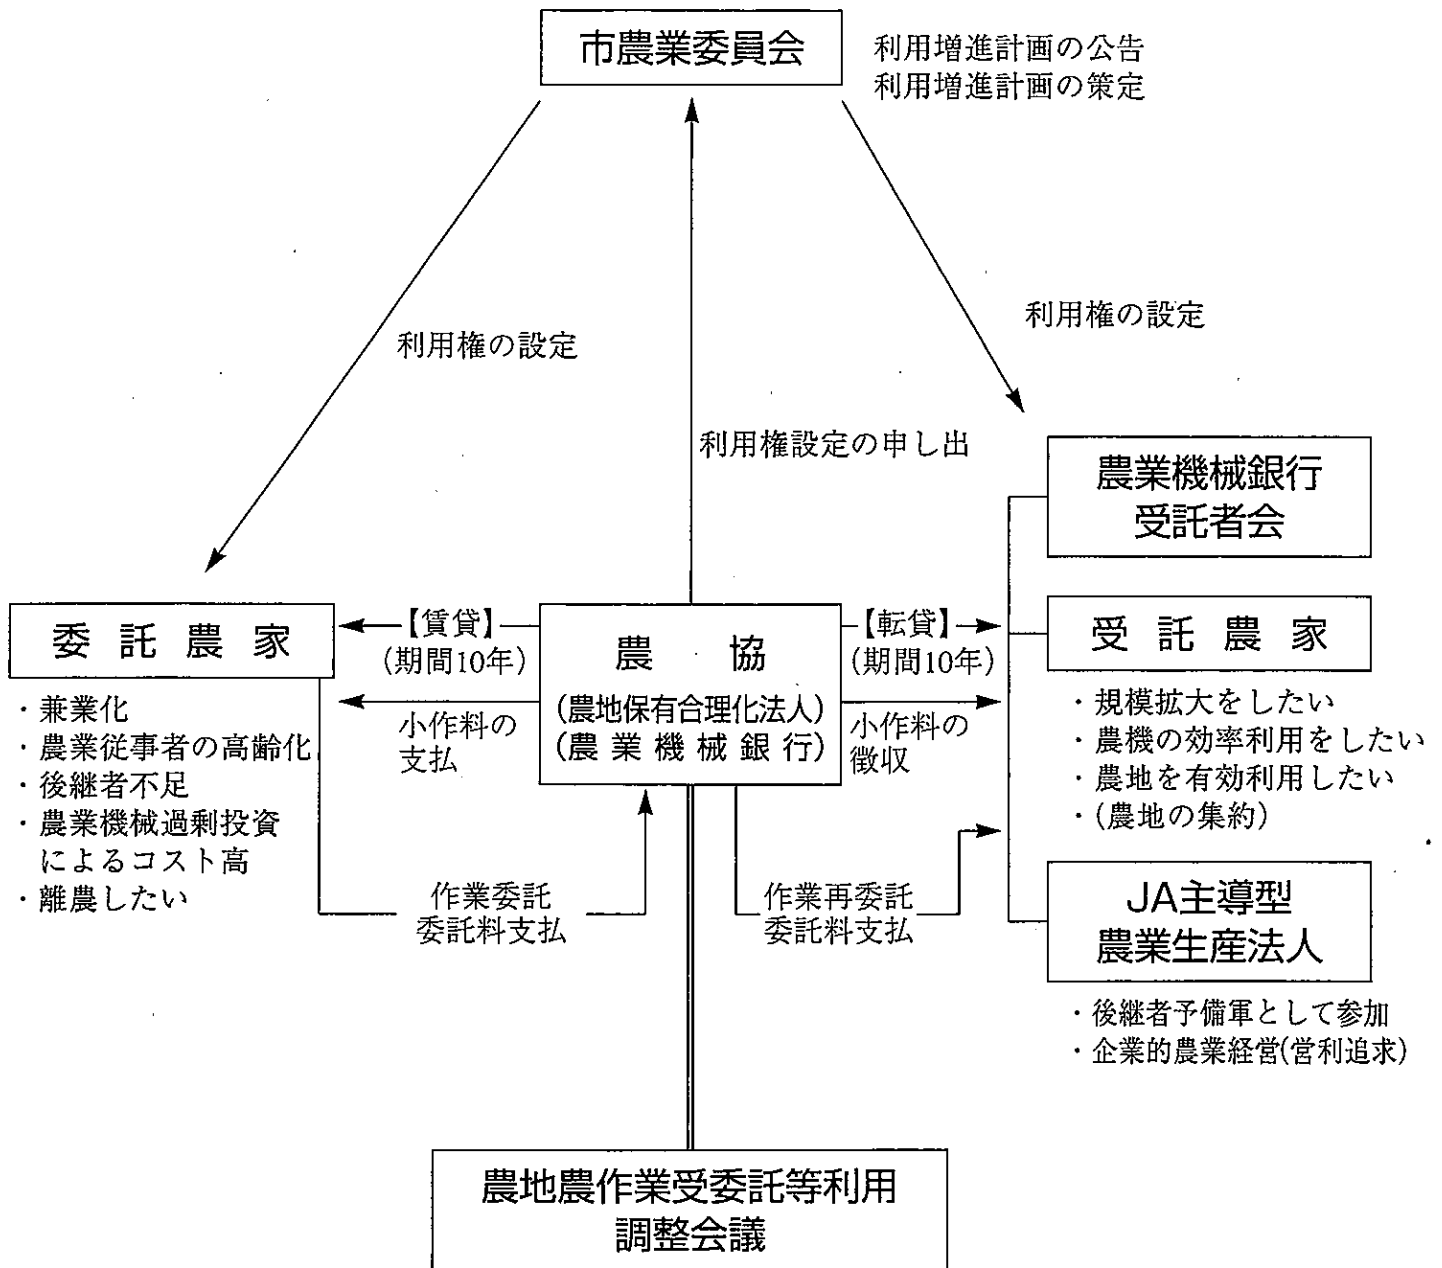 市農業委員会
利用増進計画の公告
利用増進計画の策定
利用権の設定
利用権の設定
利用権設定の申し出
農業機械銀行
受託者会
委託農家
【賃貸】
(期間10年)
農協
(農地保有合理化法人)
(農業機械銀行)
【転貸】
(期間10年)
受託農家
小作料の
支払
小作料の
徴収
・兼業化
・農業従事者の高齢化
・後継者不足
・農業機械過剰投資
によるコスト高
・離農したい
・規模拡大をしたい
・農機の効率利用をしたい
・農地を有効利用したい
・(農地の集約)
作業委託
委託料支払
作業再委託
委託料支払
JA主導型
農業生産法人
・後継者予備軍として参加
・企業的農業経営(営利追求)
農地農作業受委託等利用
調整会議